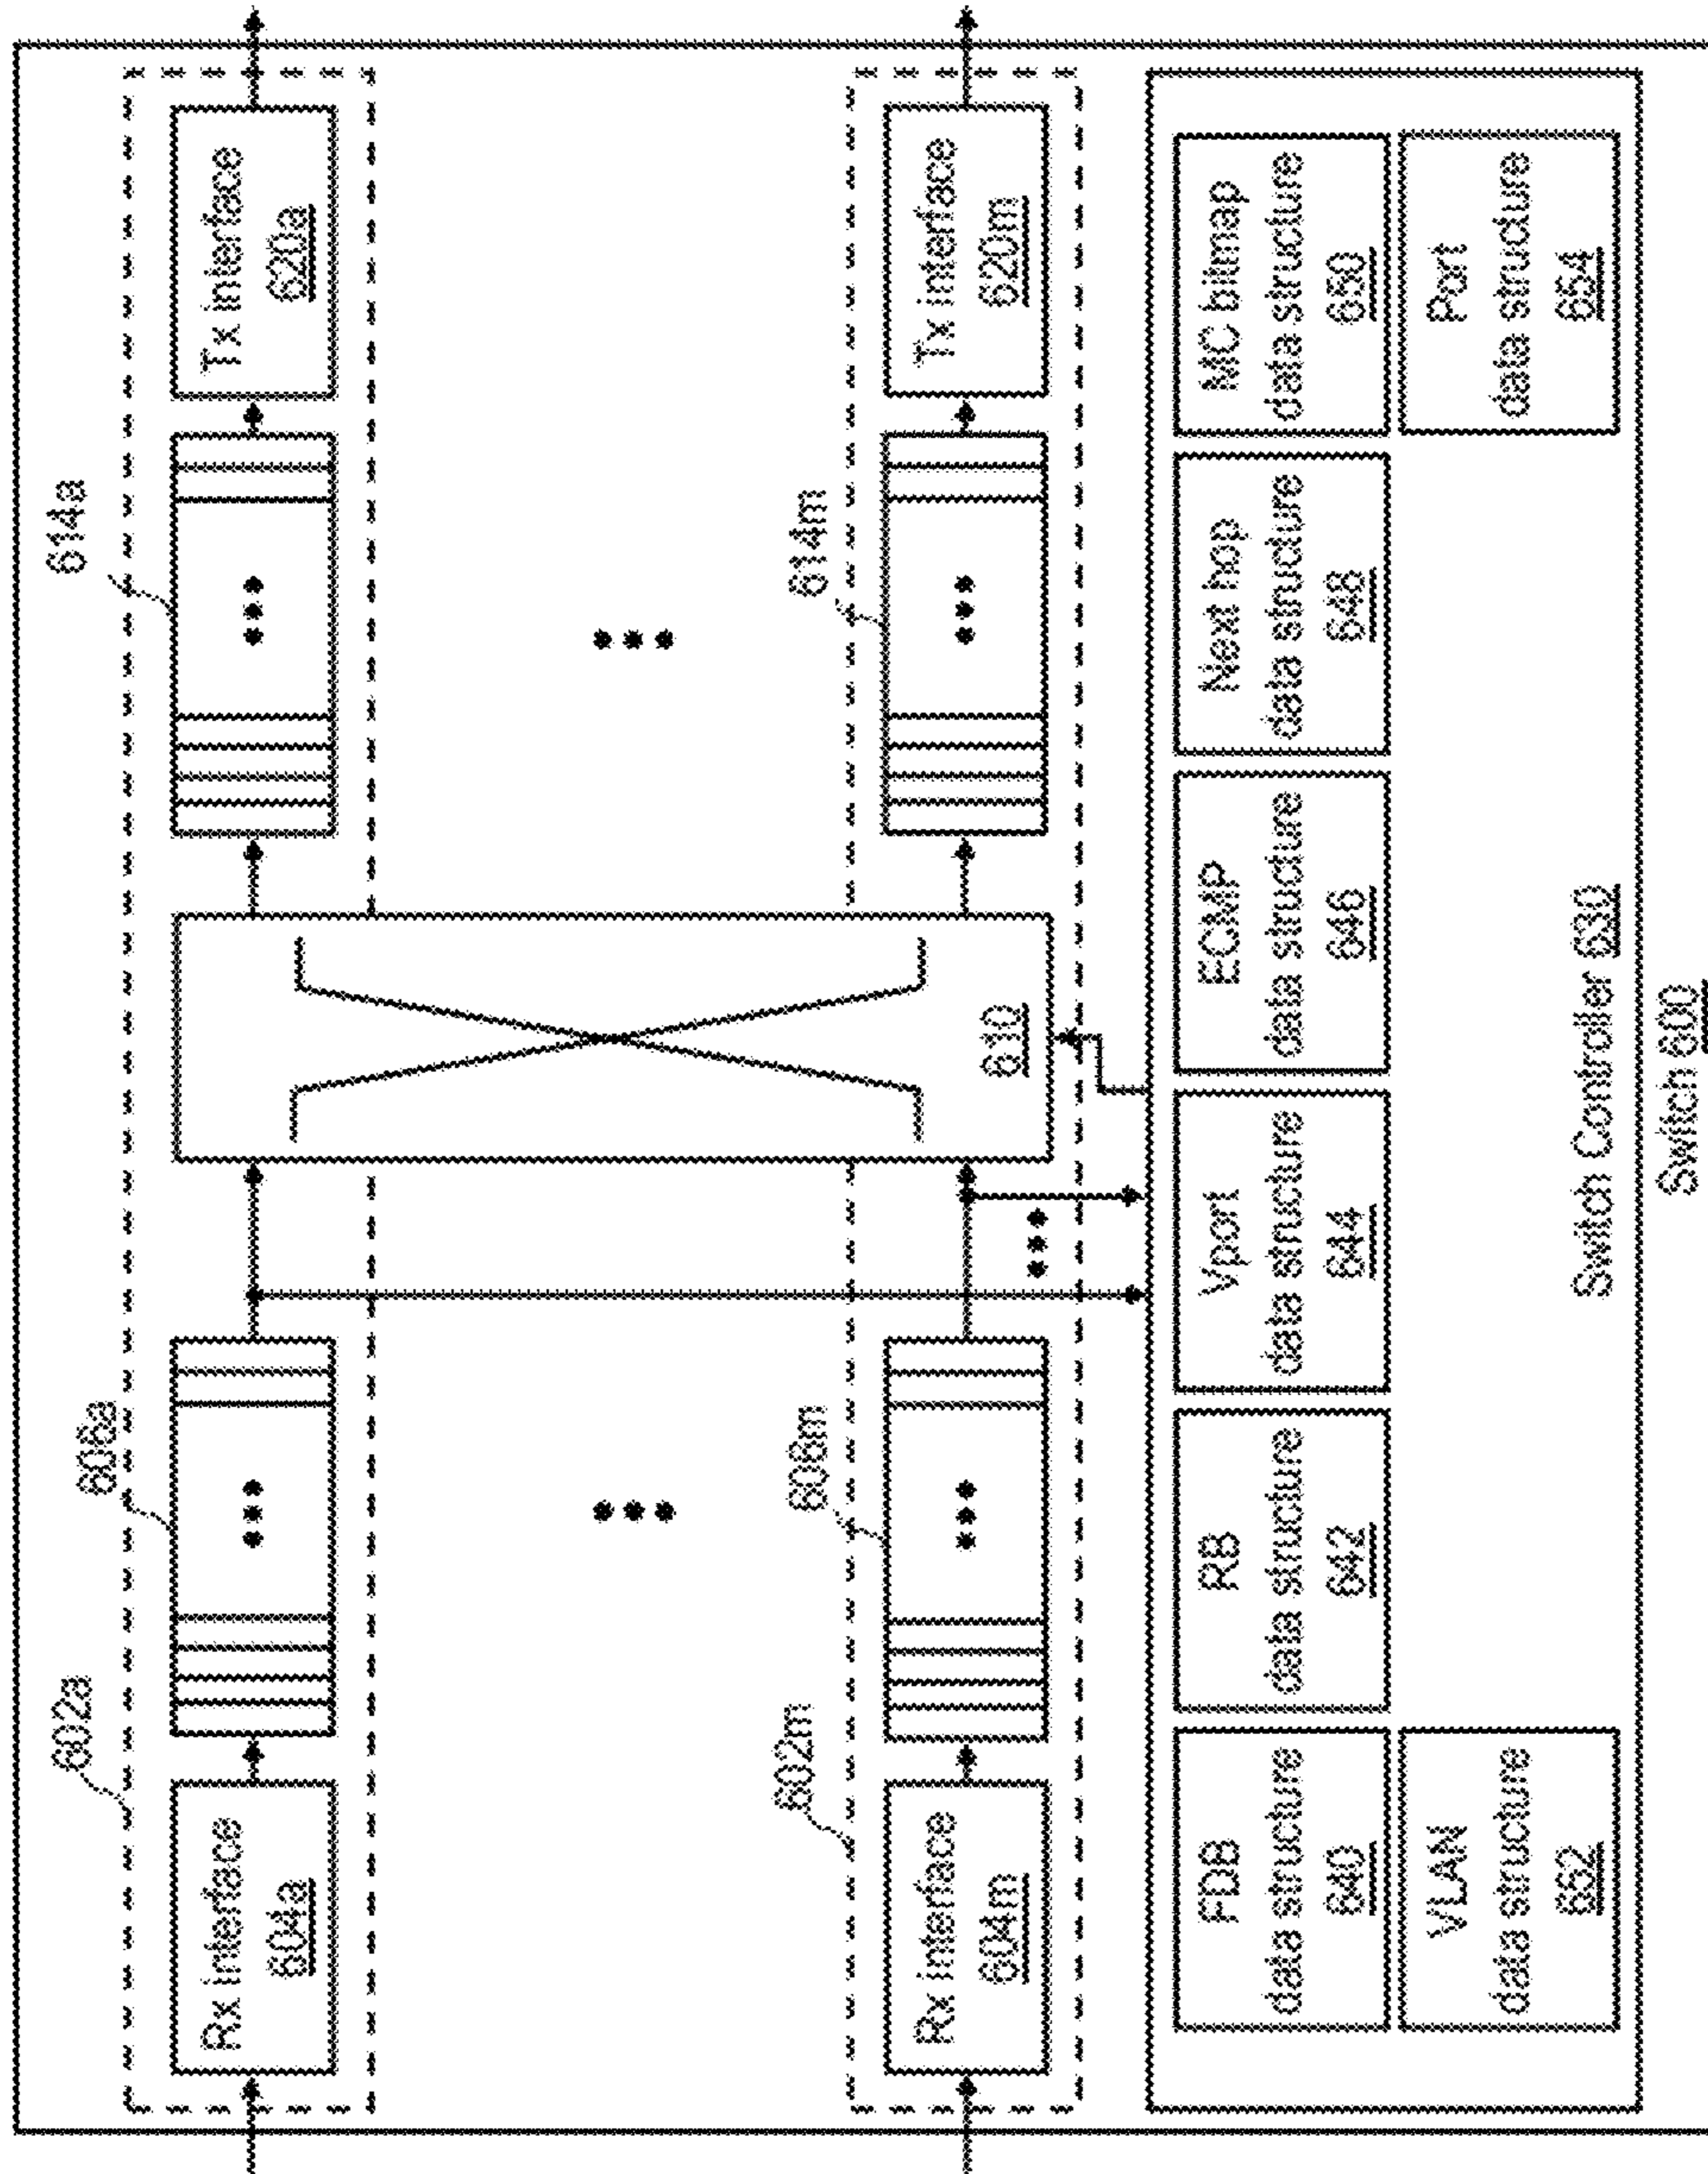 602a
606a
614a
Rx interface
604a
Tx interface
620a
602m
606m
614m
Rx interface
604m
610
Tx interface
620m
FDB
data structure
640
RB
data structure
642
Vport
data structure
644
ECMP
data structure
646
Next hop
data structure
648
MC bitmap
data structure
650
VLAN
data structure
652
Port
data structure
654
Switch Controller 630
Switch 600